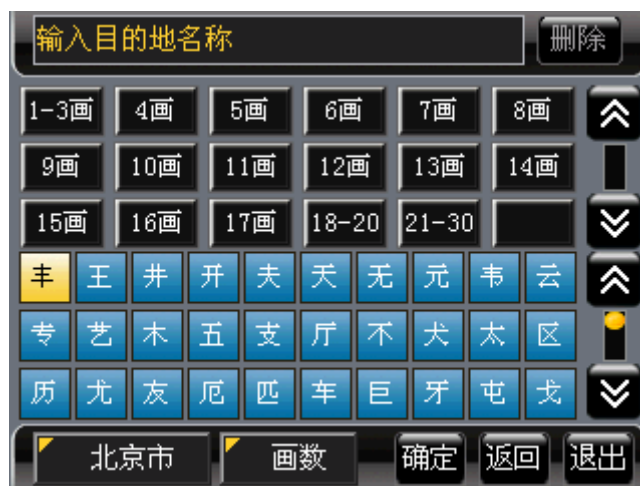 输入目的地名称 删除
1-3画 4画 5画 6画 7画 8画
9画 10画 11画 12画 13画 14画
15画 16画 17画 18-20 21-30
丰 王 井 开 夫 天 无 元 韦 云
专 艺 木 五 支 厅 不 犬 太 区
历 尤 友 厄 匹 车 巨 牙 屯 戈
北京市 画数 确定 返回 退出